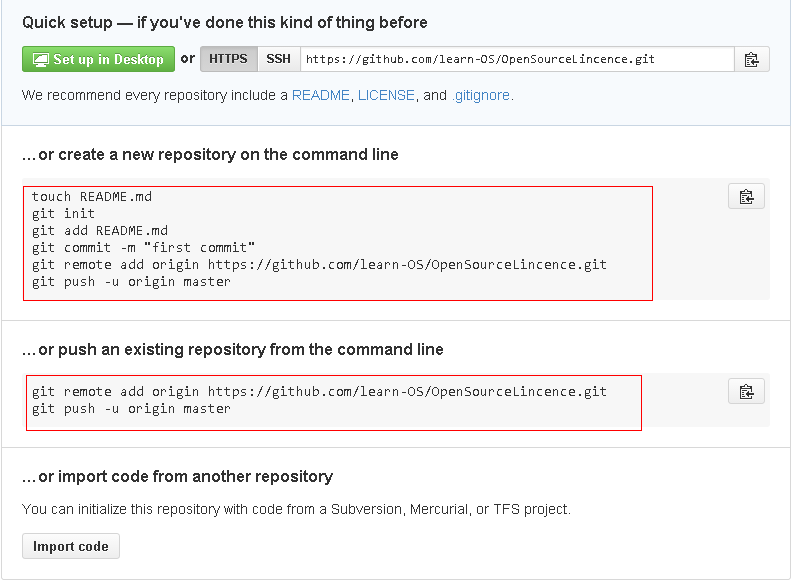 Quick setup — if you've done this kind of thing before
Set up in Desktop or HTTPS SSH https://github.com/learn-OS/OpenSourceLincence.git
We recommend every repository include a README, LICENSE, and .gitignore.
...or create a new repository on the command line
touch README.md
git init
git add README.md
git commit -m "first commit"
git remote add origin https://github.com/learn-OS/OpenSourceLincence.git
git push -u origin master
...or push an existing repository from the command line
git remote add origin https://github.com/learn-OS/OpenSourceLincence.git
git push -u origin master
...or import code from another repository
You can initialize this repository with code from a Subversion, Mercurial, or TFS project.
Import code